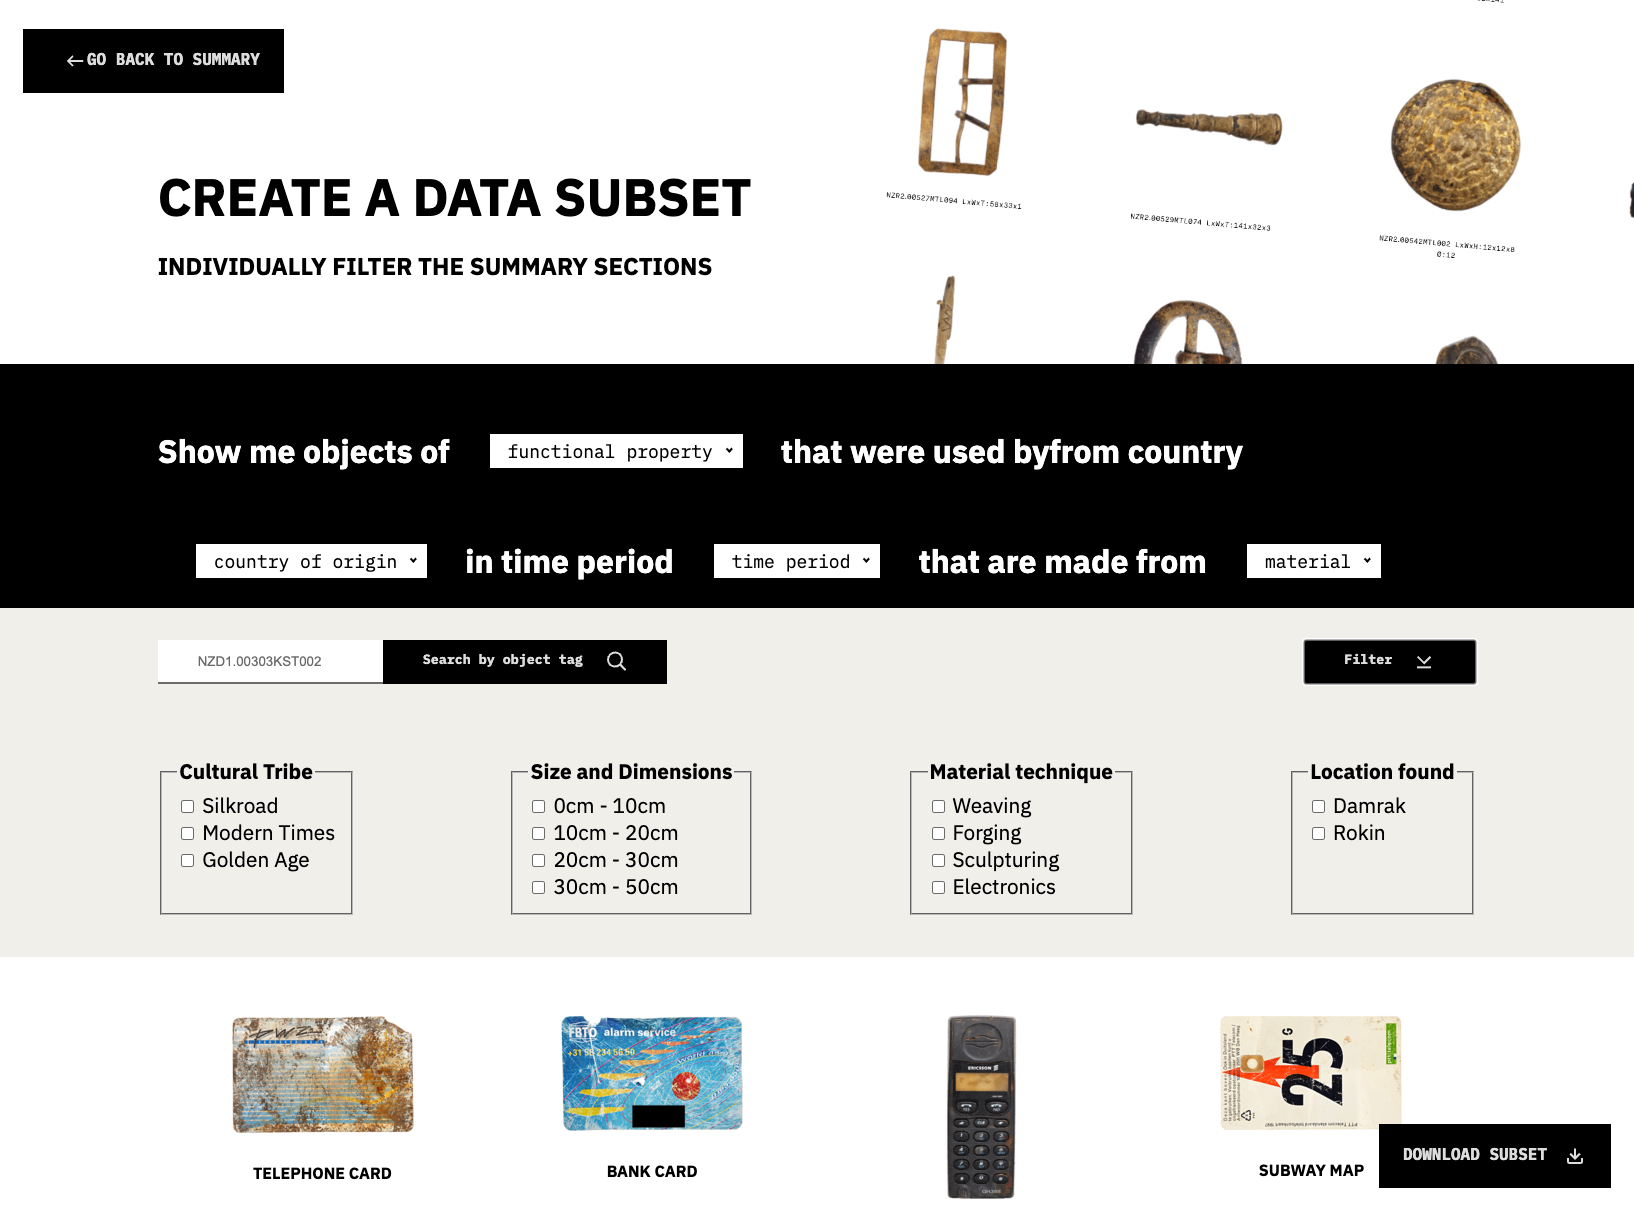 ← GO BACK TO SUMMARY
CREATE A DATA SUBSET
INDIVIDUALLY FILTER THE SUMMARY SECTIONS
NZR2.00527MTL094 LxWxT:58x33x1
NZR2.00529MTL074 LxWxT:141x32x3
NZR2.00542MTL002 LxWxH:12x12x8
0:12
Show me objects of functional property that were used byfrom country
country of origin in time period time period that are made from material
NZD1.00303KST002 Search by object tag Filter
Cultural Tribe
Silkroad
Modern Times
Golden Age
Size and Dimensions
0cm - 10cm
10cm - 20cm
20cm - 30cm
30cm - 50cm
Material technique
Weaving
Forging
Sculpturing
Electronics
Location found
Damrak
Rokin
FBTO alarm service
ERICSSON
25
TELEPHONE CARD
BANK CARD
SUBWAY MAP
DOWNLOAD SUBSET